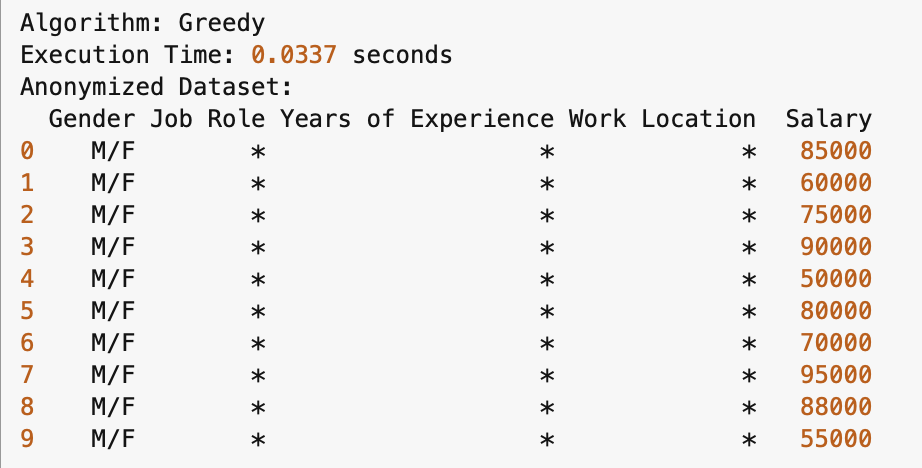 Algorithm: Greedy
Execution Time: 0.0337 seconds
Anonymized Dataset:
Gender Job Role Years of Experience Work Location Salary
0 M/F * * * 85000
1 M/F * * * 60000
2 M/F * * * 75000
3 M/F * * * 90000
4 M/F * * * 50000
5 M/F * * * 80000
6 M/F * * * 70000
7 M/F * * * 95000
8 M/F * * * 88000
9 M/F * * * 55000